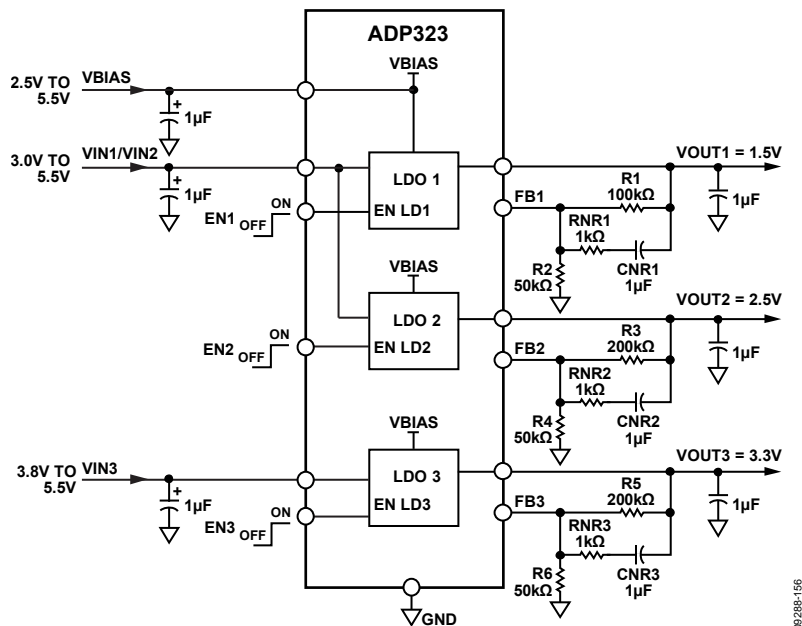 ADP323
VBIAS
2.5V TO
5.5V
VBIAS
+
1µF
3.0V TO
5.5V
VIN1/VIN2
+
1µF
LDO 1
EN LD1
EN1
OFF
ON
VOUT1 = 1.5V
FB1
R1
100kΩ
RNR1
1kΩ
CNR1
1µF
R2
50kΩ
1µF
VBIAS
LDO 2
EN LD2
EN2
OFF
ON
VOUT2 = 2.5V
FB2
R3
200kΩ
RNR2
1kΩ
CNR2
1µF
R4
50kΩ
1µF
VBIAS
3.8V TO
5.5V
VIN3
+
1µF
LDO 3
EN LD3
EN3
OFF
ON
VOUT3 = 3.3V
FB3
R5
200kΩ
RNR3
1kΩ
CNR3
1µF
R6
50kΩ
1µF
GND
09288-156